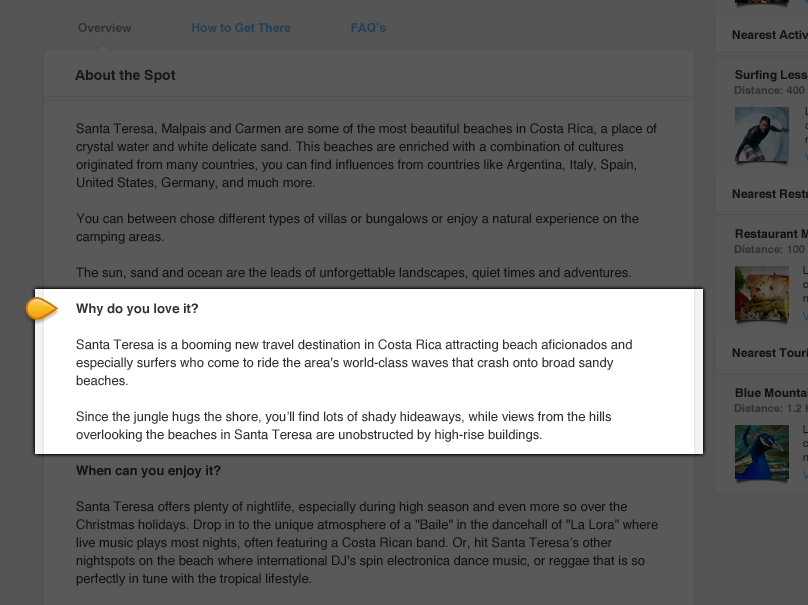 Overview
How to Get There
FAQ's
About the Spot
Santa Teresa, Malpais and Carmen are some of the most beautiful beaches in Costa Rica, a place of
crystal water and white delicate sand. This beaches are enriched with a combination of cultures
originated from many countries, you can find influences from countries like Argentina, Italy, Spain,
United States, Germany, and much more.
You can between chose different types of villas or bungalows or enjoy a natural experience on the
camping areas.
The sun, sand and ocean are the leads of unforgettable landscapes, quiet times and adventures.
Why do you love it?
Santa Teresa is a booming new travel destination in Costa Rica attracting beach aficionados and
especially surfers who come to ride the area's world-class waves that crash onto broad sandy
beaches.
Since the jungle hugs the shore, you'll find lots of shady hideaways, while views from the hills
overlooking the beaches in Santa Teresa are unobstructed by high-rise buildings.
When can you enjoy it?
Santa Teresa offers plenty of nightlife, especially during high season and even more so over the
Christmas holidays. Drop in to the unique atmosphere of a "Baile" in the dancehall of "La Lora" where
live music plays most nights, often featuring a Costa Rican band. Or, hit Santa Teresa's other
nightspots on the beach where international DJ's spin electronica dance music, or reggae that is so
perfectly in tune with the tropical lifestyle.
Nearest Activ
Surfing Less
Distance: 400
Nearest Restu
Restaurant M
Distance: 100
Nearest Touri
Blue Mounta
Distance: 1.2